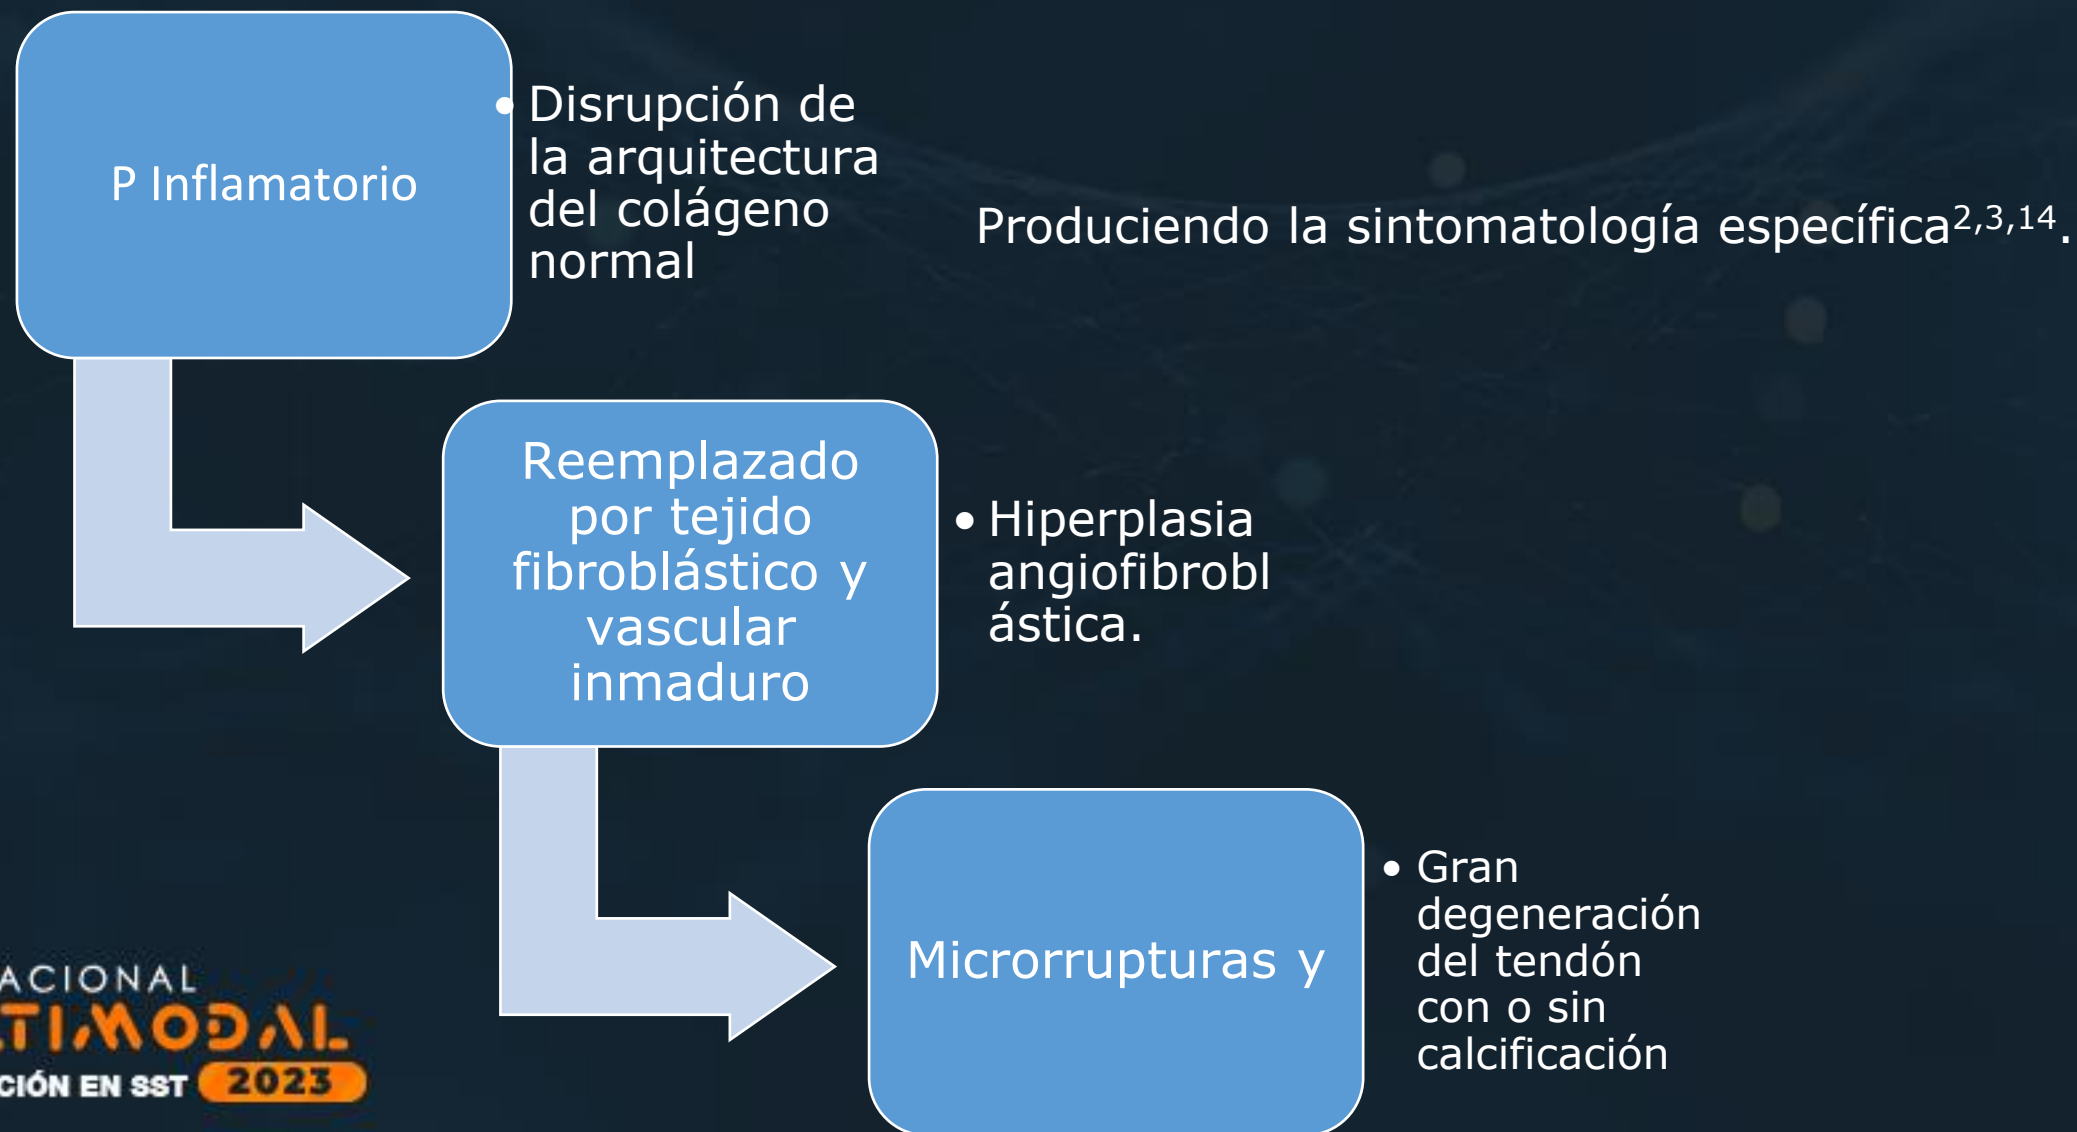 P Inflamatorio
• Disrupción de
la arquitectura
del colágeno
normal
Produciendo la sintomatología específica2,3,14.
Reemplazado
por tejido
fibroblástico y
vascular
inmaduro
• Hiperplasia
angiofibrobl
ástica.
Microrrupturas y
• Gran
degeneración
del tendón
con o sin
calcificación
ACIONAL
TIMODAL
CIÓN EN SST 2023